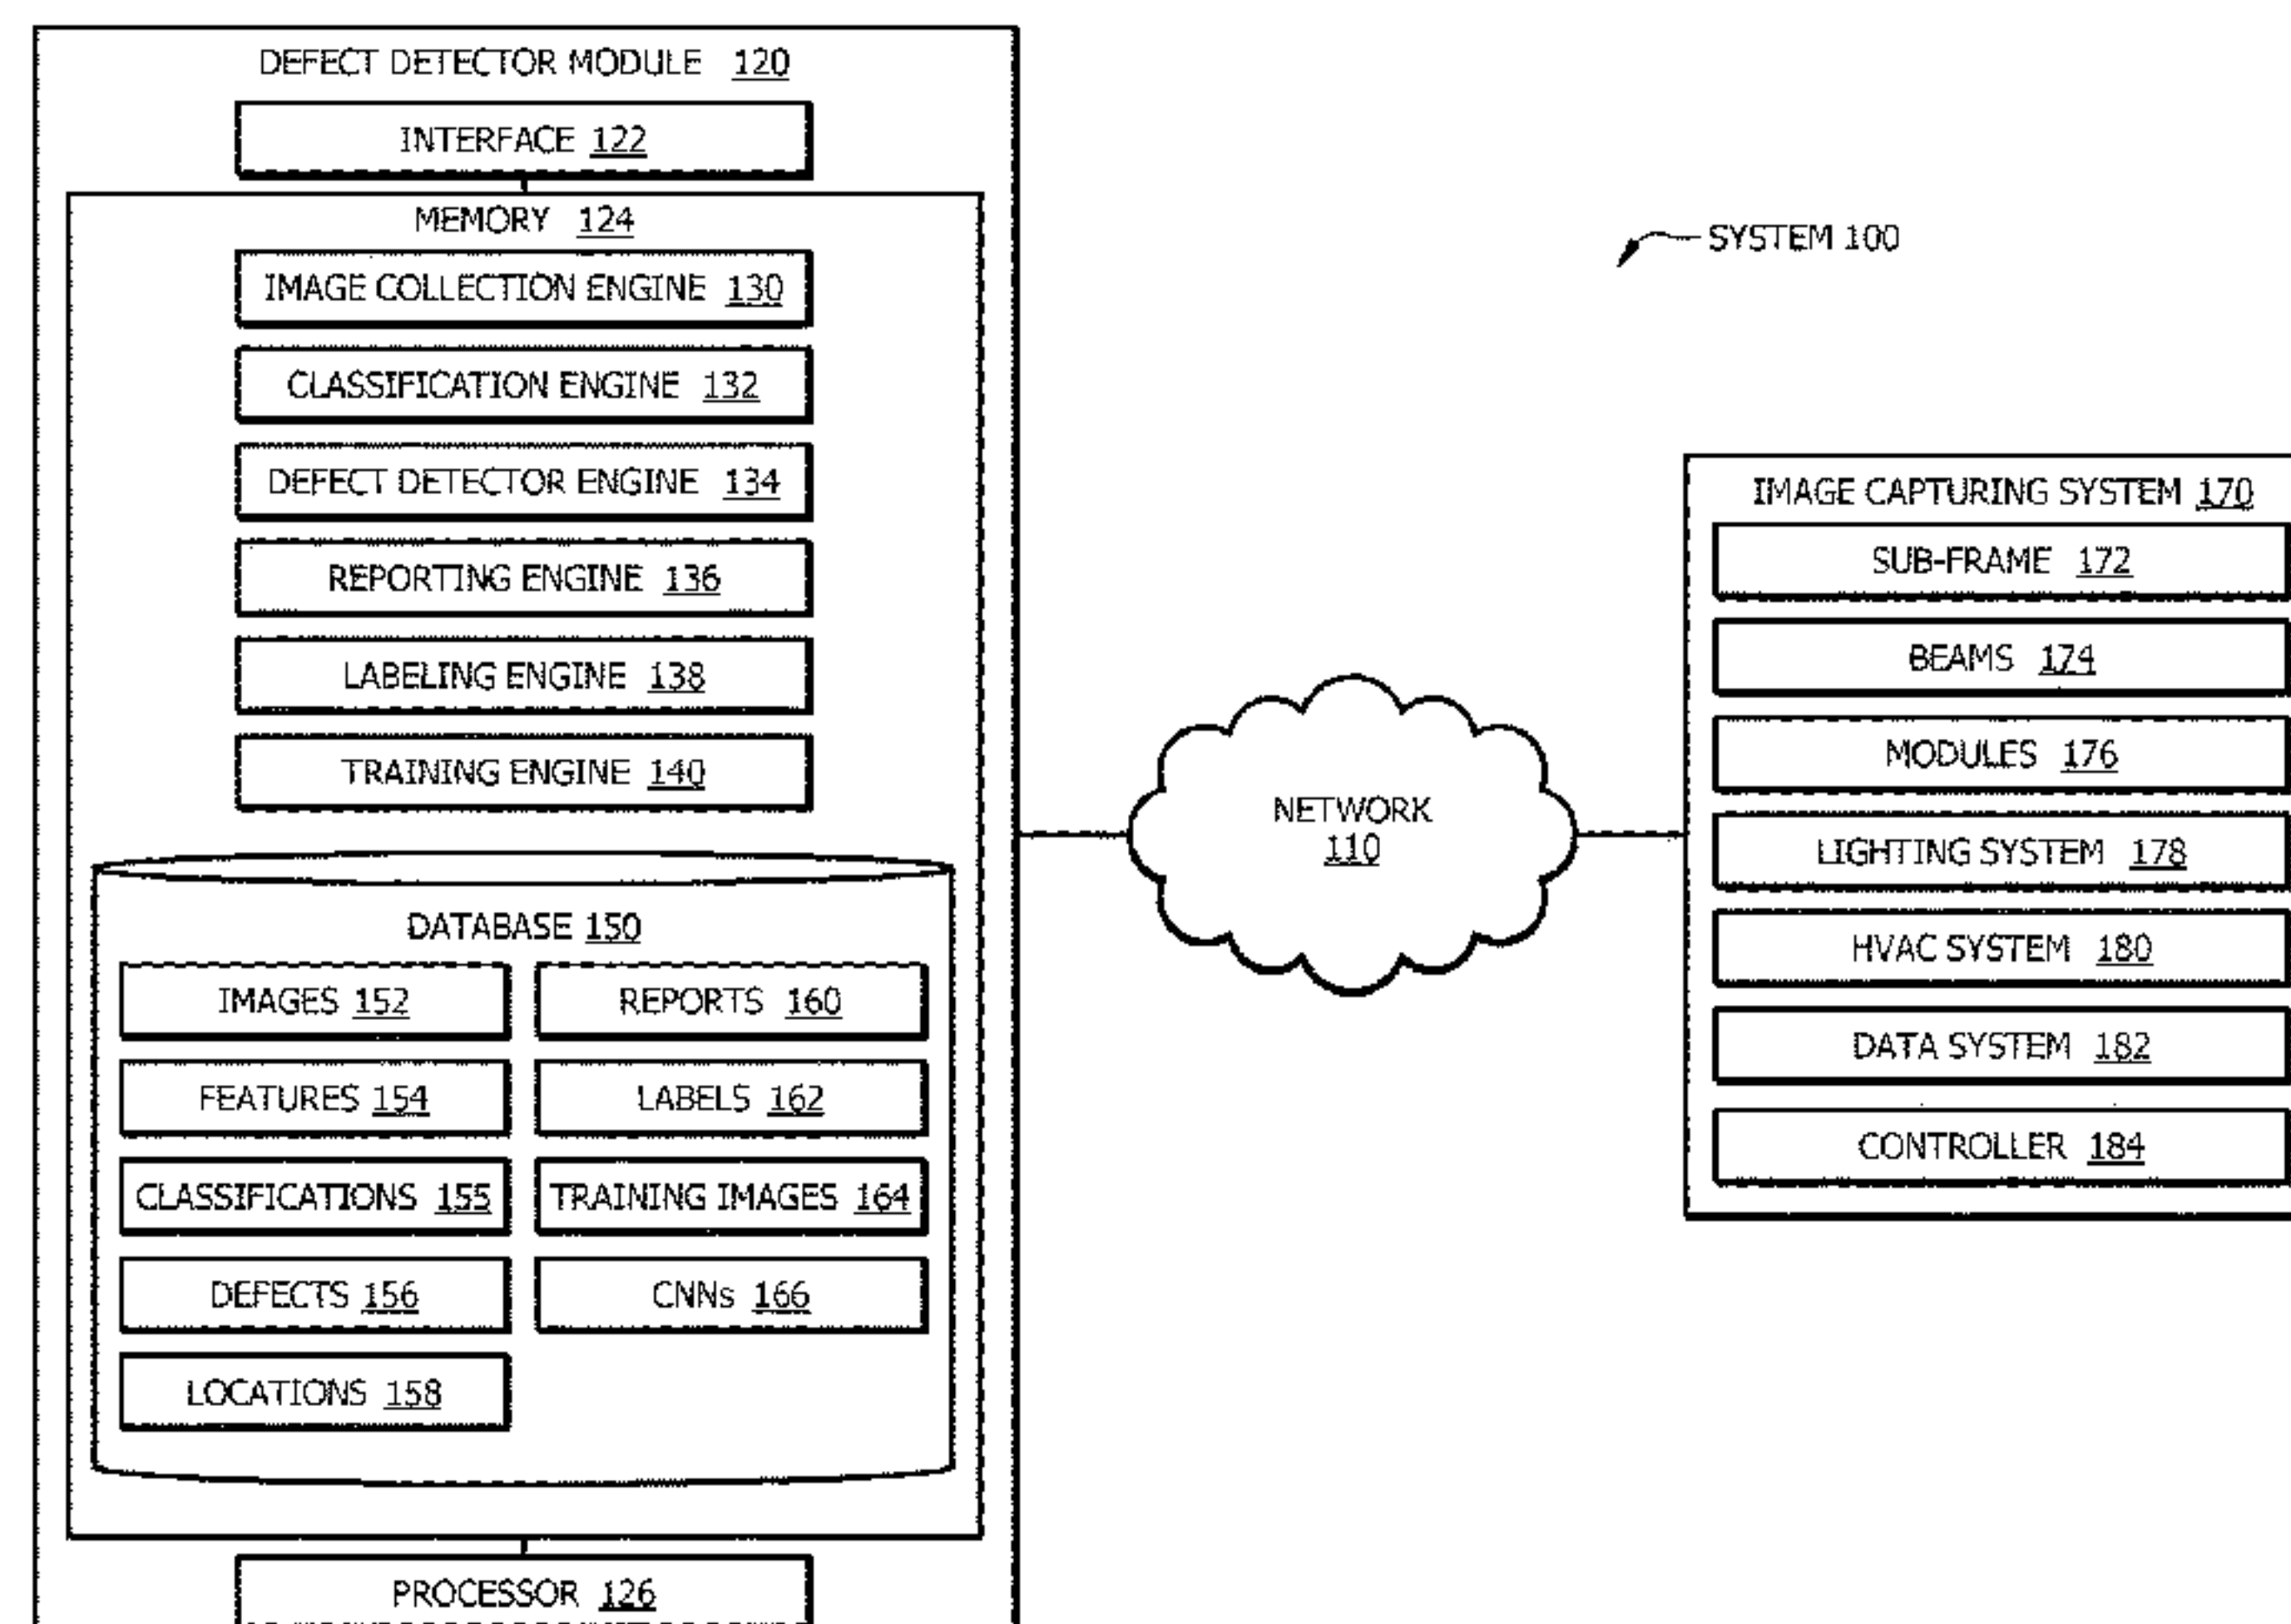 DEFECT DETECTOR MODULE 120
INTERFACE 122
MEMORY 124
IMAGE COLLECTION ENGINE 130
CLASSIFICATION ENGINE 132
DEFECT DETECTOR ENGINE 134
REPORTING ENGINE 136
LABELING ENGINE 138
TRAINING ENGINE 140
DATABASE 150
IMAGES 152
REPORTS 160
FEATURES 154
LABELS 162
CLASSIFICATIONS 155
TRAINING IMAGES 164
DEFECTS 156
CNNs 166
LOCATIONS 158
PROCESSOR 126
NETWORK
110
SYSTEM 100
IMAGE CAPTURING SYSTEM 170
SUB-FRAME 172
BEAMS 174
MODULES 176
LIGHTING SYSTEM 178
HVAC SYSTEM 180
DATA SYSTEM 182
CONTROLLER 184